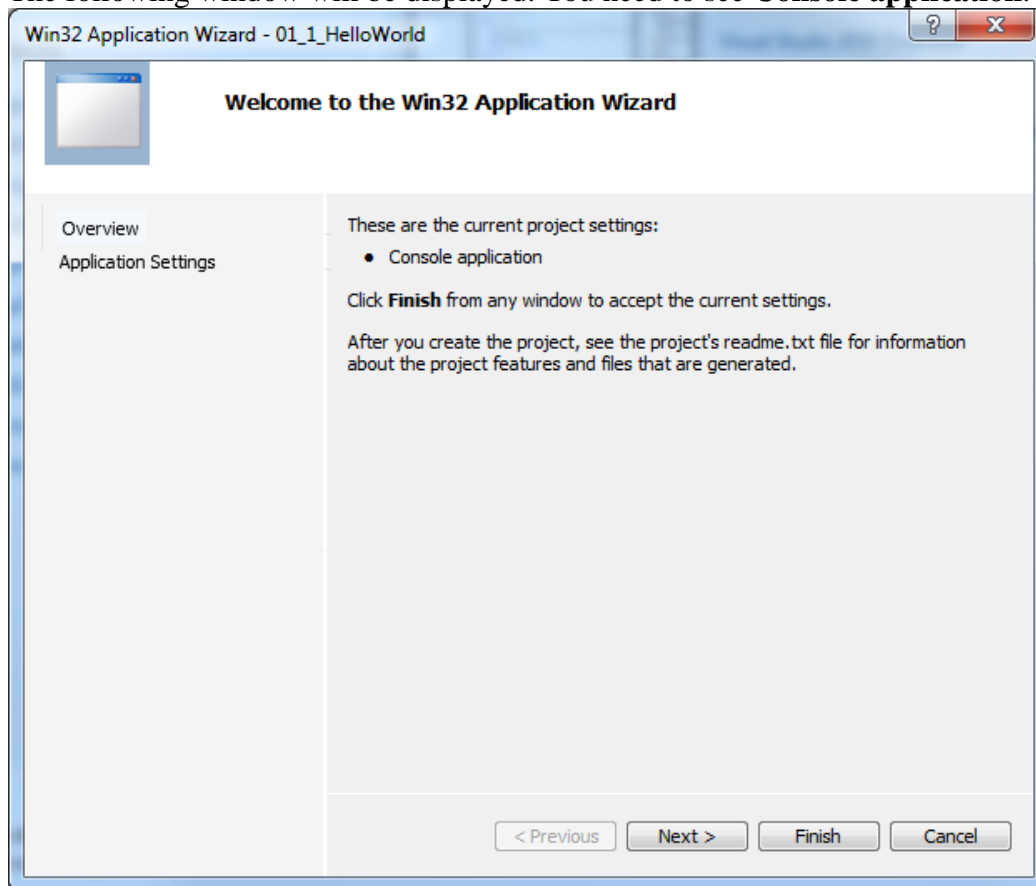 The following window will be displayed. You need to see Console application.
Win32 Application Wizard - 01_1_HelloWorld
Welcome to the Win32 Application Wizard
Overview
Application Settings
These are the current project settings:
• Console application
Click Finish from any window to accept the current settings.
After you create the project, see the project's readme.txt file for information
about the project features and files that are generated.
< Previous
Next >
Finish
Cancel